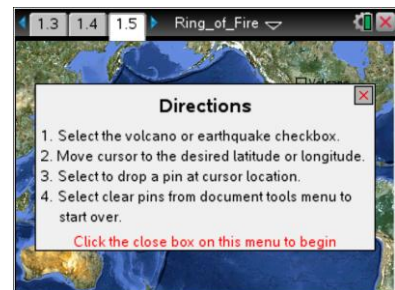 1.3 1.4 1.5 Ring_of_Fire
Directions
1. Select the volcano or earthquake checkbox.
2. Move cursor to the desired latitude or longitude.
3. Select to drop a pin at cursor location.
4. Select clear pins from document tools menu to
start over.
Click the close box on this menu to begin